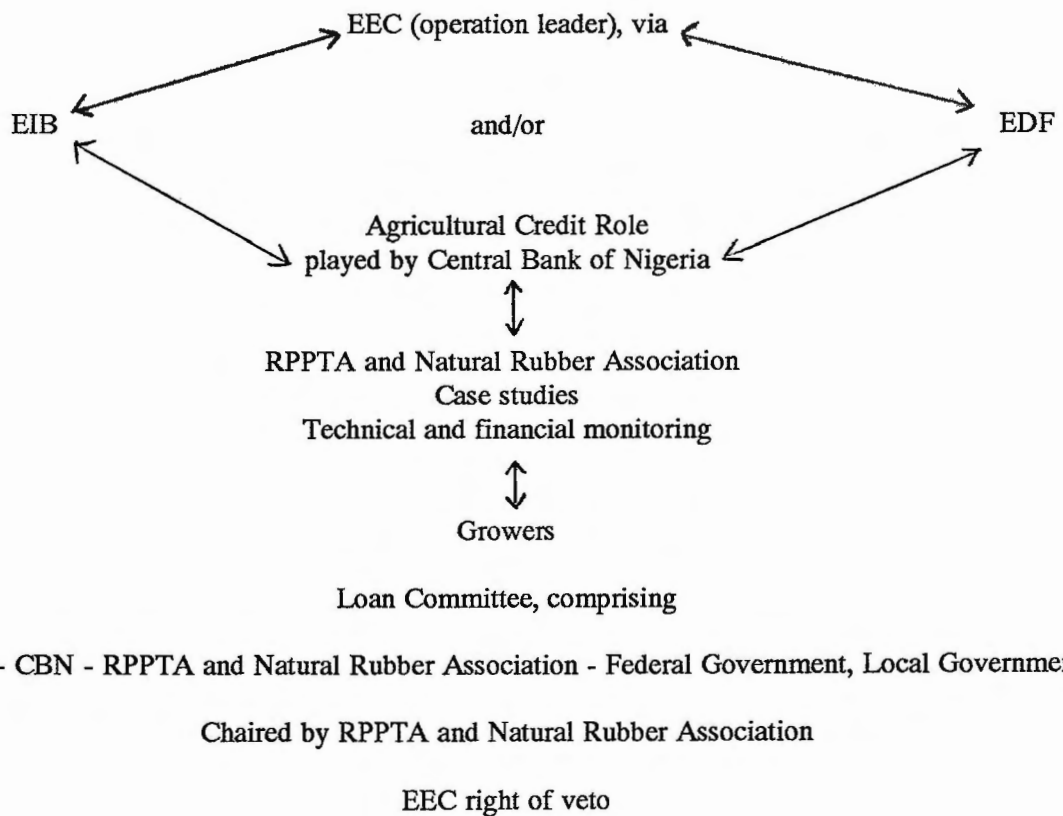 EEC (operation leader), via
EIB and/or EDF
Agricultural Credit Role
played by Central Bank of Nigeria
RPPTA and Natural Rubber Association
Case studies
Technical and financial monitoring
Growers
Loan Committee, comprising
- CBN - RPPTA and Natural Rubber Association - Federal Government, Local
Chaired by RPPTA and Natural Rubber Association
EEC right of veto